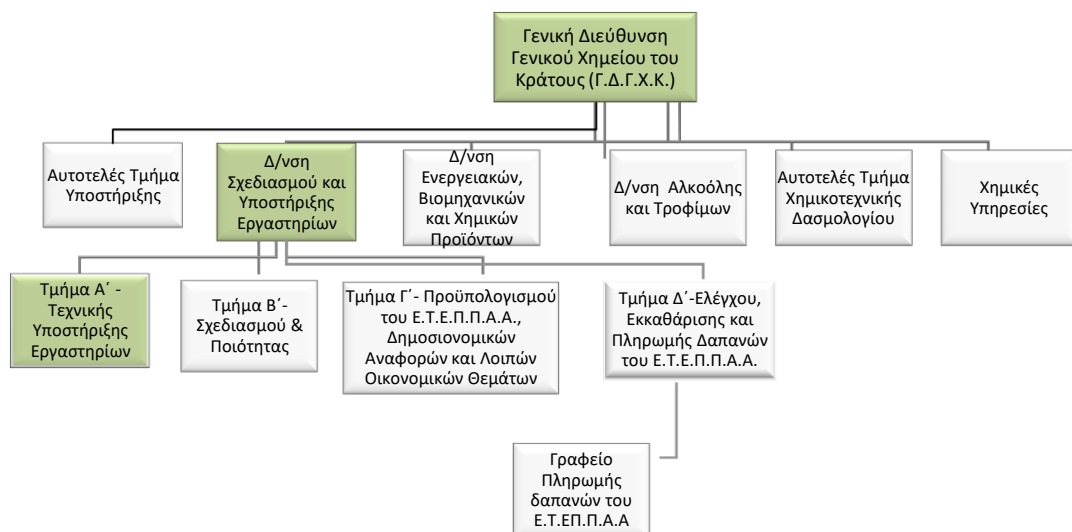 Γενική Διεύθυνση
Γενικού Χημείου του
Κράτους (Γ.Δ.Γ.Χ.Κ.)
Αυτοτελές Τμήμα
Υποστήριξης
Δ/νση
Σχεδιασμού και
Υποστήριξης
Εργαστηρίων
Δ/νση
Ενεργειακών,
Βιομηχανικών
και Χημικών
Προϊόντων
Δ/νση Αλκοόλης
και Τροφίμων
Αυτοτελές Τμήμα
Χημικοτεχνικής
Δασμολογίου
Χημικές
Υπηρεσίες
Τμήμα Α΄ -
Τεχνικής
Υποστήριξης
Εργαστηρίων
Τμήμα Β΄-
Σχεδιασμού &
Ποιότητας
Τμήμα Γ΄- Προϋπολογισμού
του Ε.Τ.Ε.Π.Π.Α.Α.,
Δημοσιονομικών
Αναφορών και Λοιπών
Οικονομικών Θεμάτων
Τμήμα Δ΄-Ελέγχου,
Εκκαθάρισης και
Πληρωμής Δαπανών
του Ε.Τ.Ε.Π.Π.Α.Α.
Γραφείο
Πληρωμής
δαπανών του
Ε.Τ.ΕΠ.Π.Α.Α